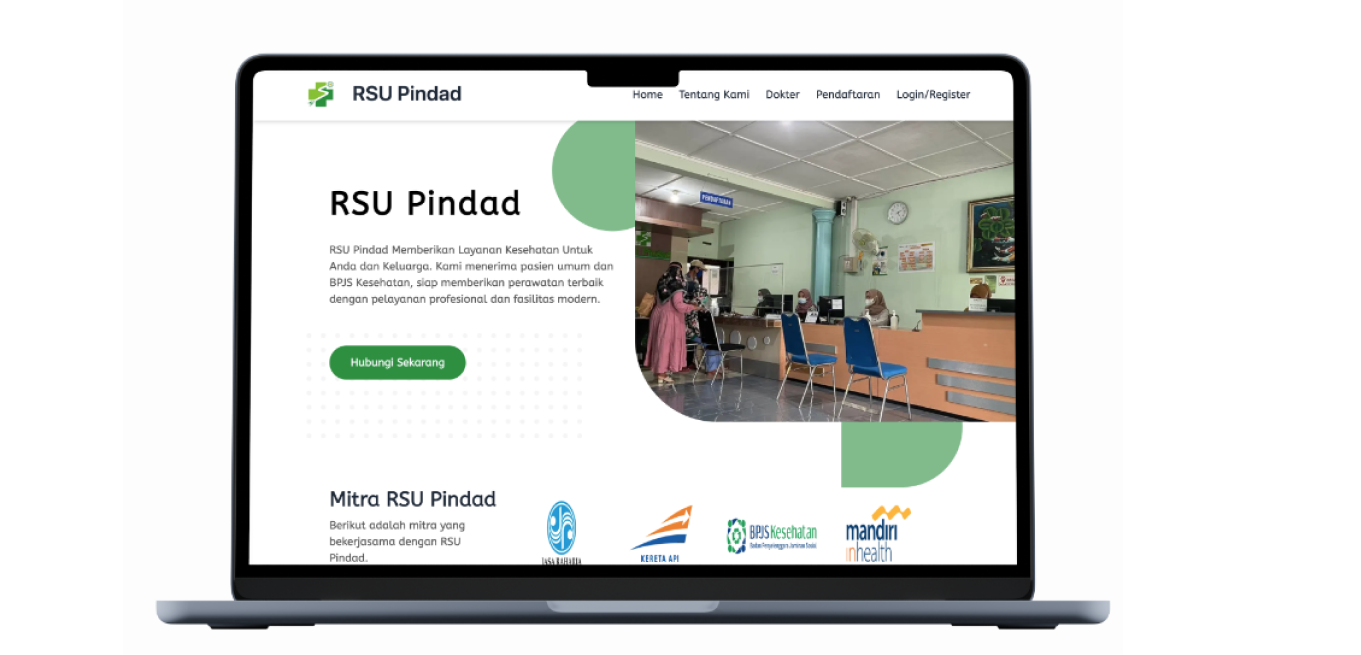 RSU Pindad
Home Tentang Kami Dokter Pendaftaran Login/Register
RSU Pindad
RSU Pindad Memberikan Layanan Kesehatan Untuk
Anda dan Keluarga. Kami menerima pasien umum dan
BPJS Kesehatan, siap memberikan perawatan terbaik
dengan pelayanan profesional dan fasilitas modern.
Hubungi Sekarang
PENDAFTARAN
Mitra RSU Pindad
Berikut adalah mitra yang
bekerjasama dengan RSU
Pindad.
JASA RAHARJA
KERETA API
BPJS Kesehatan
Badan Penyelenggara Jaminan Sosial
mandiri
inhealth